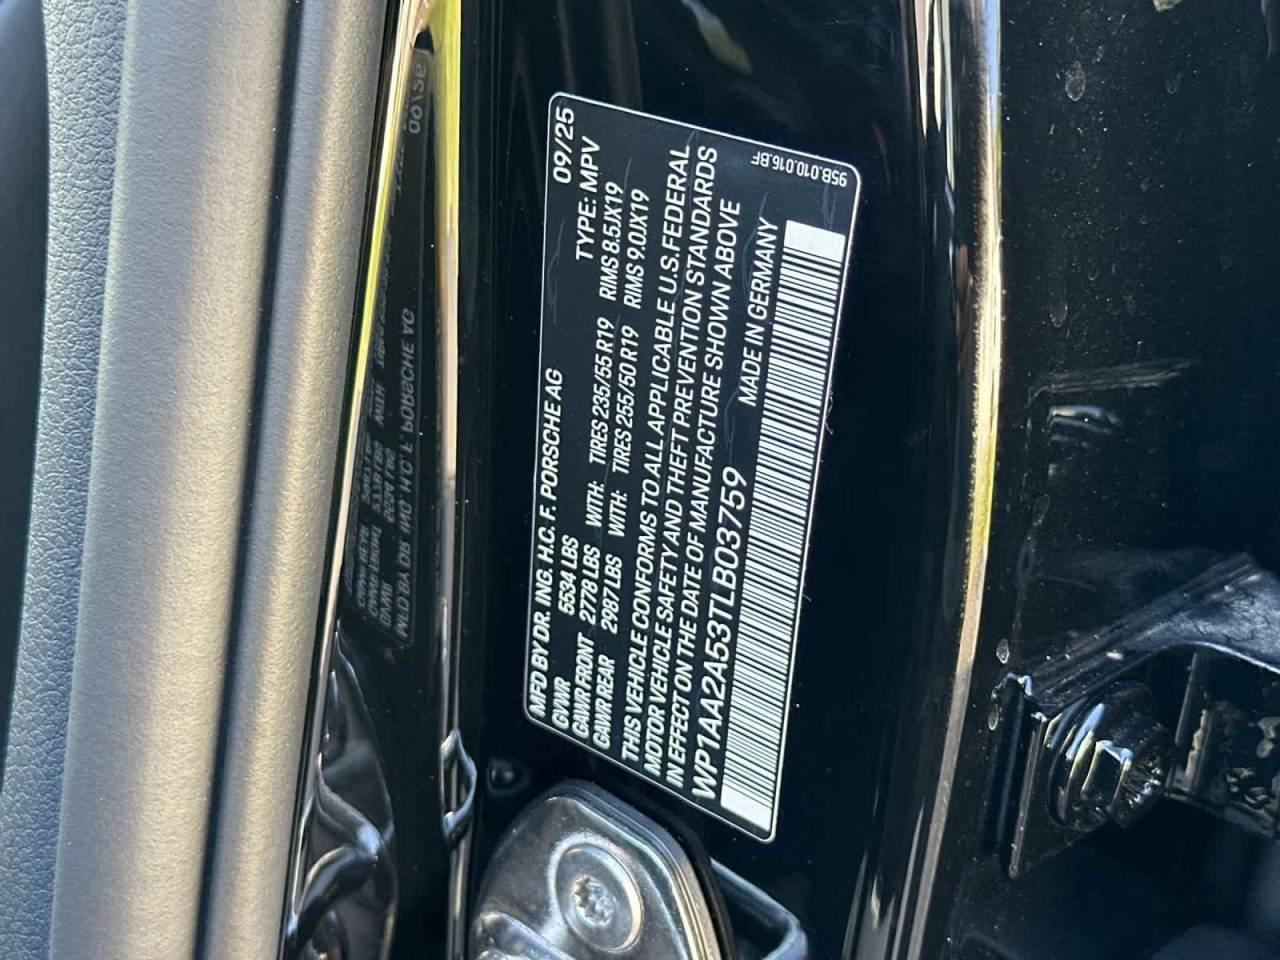 MFD BY DR. ING. H.C. F. PORSCHE AG 09/25
GVWR 5534 LBS TYPE: MPV
GAWR FRONT 2778 LBS WITH: TIRES 235/55 R19 RIMS 8.5JX19
GAWR REAR 2987 LBS WITH: TIRES 255/50 R19 RIMS 9.0JX19
THIS VEHICLE CONFORMS TO ALL APPLICABLE U.S. FEDERAL
MOTOR VEHICLE SAFETY AND THEFT PREVENTION STANDARDS
IN EFFECT ON THE DATE OF MANUFACTURE SHOWN ABOVE
WP1AA2A53TLB03759 MADE IN GERMANY
95B.010.016.BF